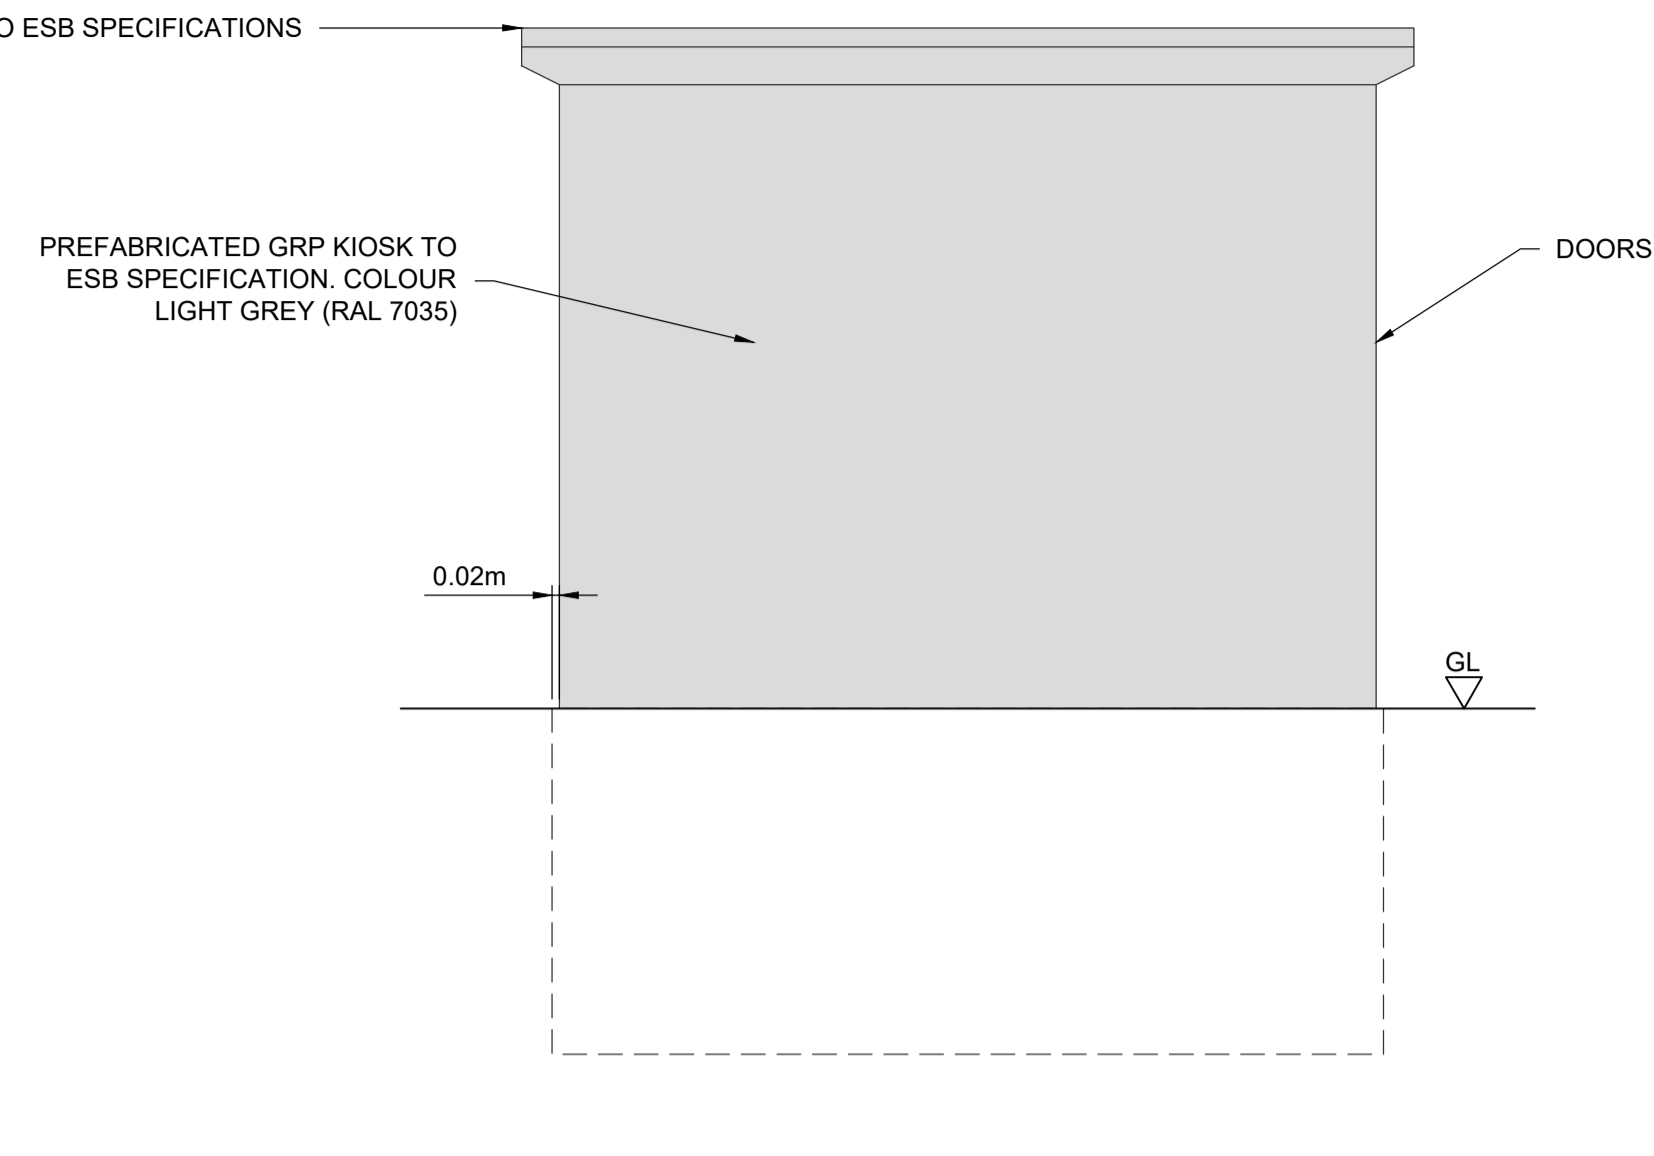 O ESB SPECIFICATIONS
PREFABRICATED GRP KIOSK TO
ESB SPECIFICATION. COLOUR
LIGHT GREY (RAL 7035)
DOORS
0.02m
GL